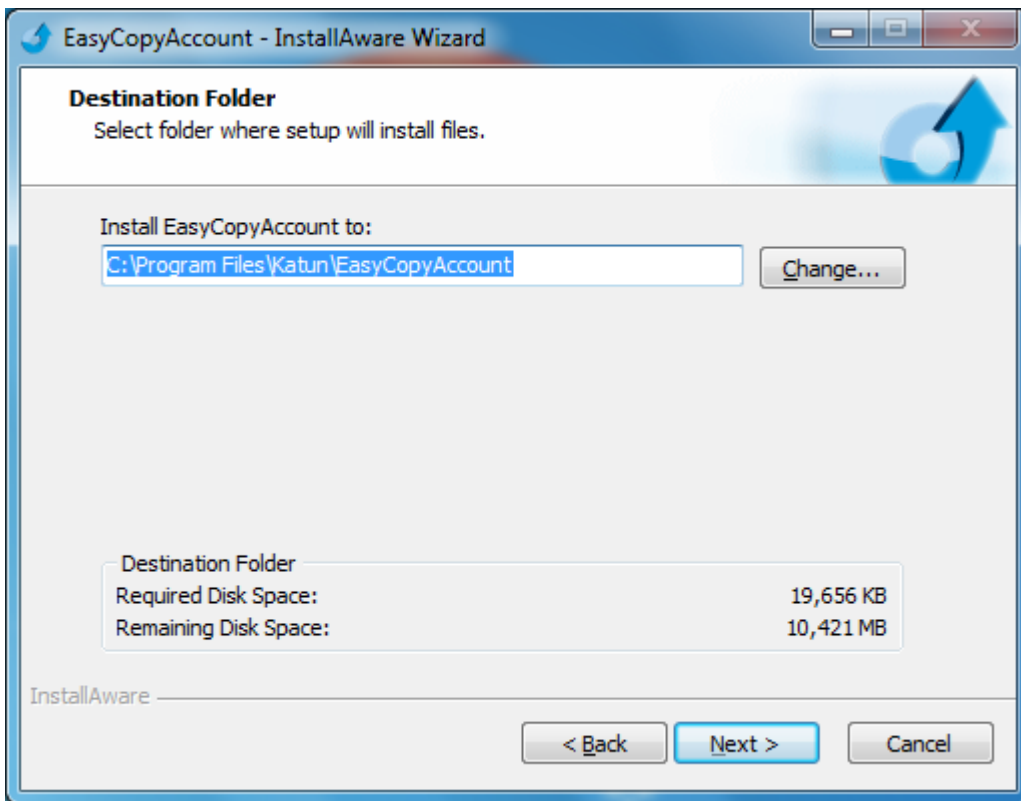 EasyCopyAccount - InstallAware Wizard
Destination Folder
Select folder where setup will install files.
Install EasyCopyAccount to:
C:\Program Files\Katun\EasyCopyAccount
Change...
Destination Folder
Required Disk Space: 19,656 KB
Remaining Disk Space: 10,421 MB
InstallAware
< Back Next > Cancel